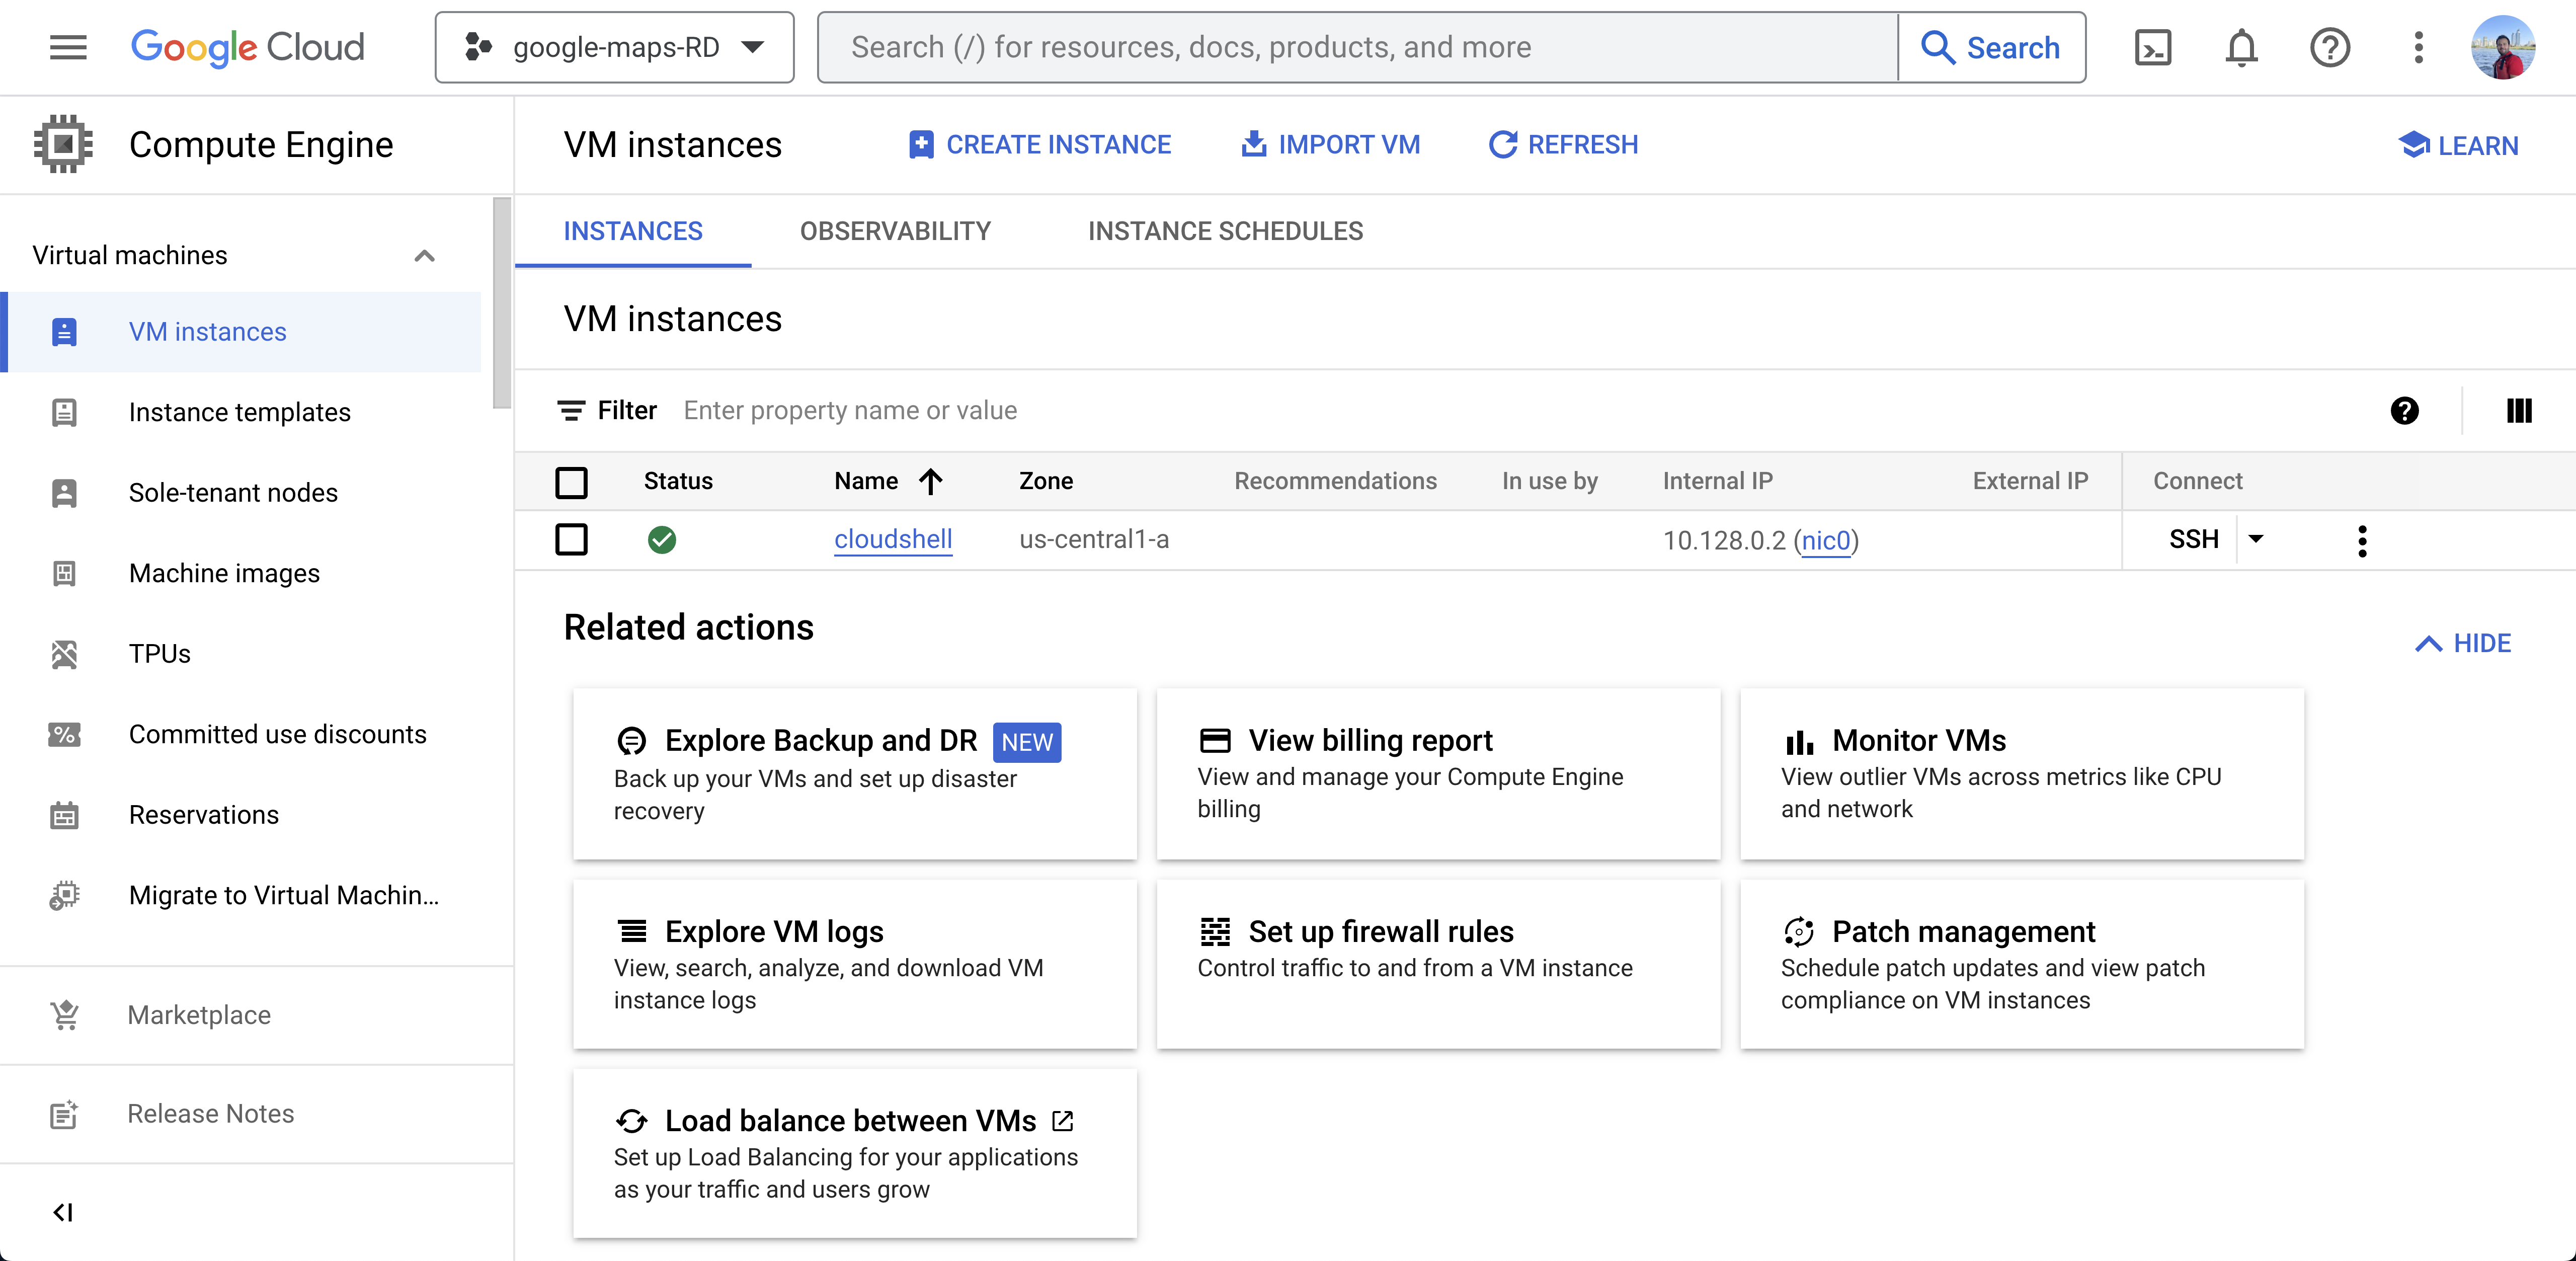 Google Cloud
google-maps-RD
Search (/) for resources, docs, products, and more
Search
Compute Engine
VM instances
CREATE INSTANCE
IMPORT VM
REFRESH
LEARN
Virtual machines
VM instances
Instance templates
Sole-tenant nodes
Machine images
TPUs
Committed use discounts
Reservations
Migrate to Virtual Machin...
Marketplace
Release Notes
INSTANCES
OBSERVABILITY
INSTANCE SCHEDULES
VM instances
Filter Enter property name or value
Status Name Zone Recommendations In use by Internal IP External IP Connect
cloudshell us-central1-a 10.128.0.2 (nic0) SSH
Related actions
HIDE
Explore Backup and DR NEW
Back up your VMs and set up disaster
recovery
View billing report
View and manage your Compute Engine
billing
Monitor VMs
View outlier VMs across metrics like CPU
and network
Explore VM logs
View, search, analyze, and download VM
instance logs
Set up firewall rules
Control traffic to and from a VM instance
Patch management
Schedule patch updates and view patch
compliance on VM instances
Load balance between VMs
Set up Load Balancing for your applications
as your traffic and users grow